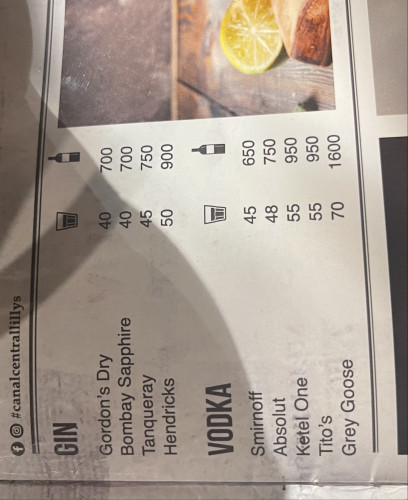 #canalcentrallillys
GIN
Gordon's Dry 40 700
Bombay Sapphire 40 700
Tanqueray 45 750
Hendricks 50 900
VODKA
Smirnoff 45 650
Absolut 48 750
Ketel One 55 950
Tito's 55 950
Grey Goose 70 1600